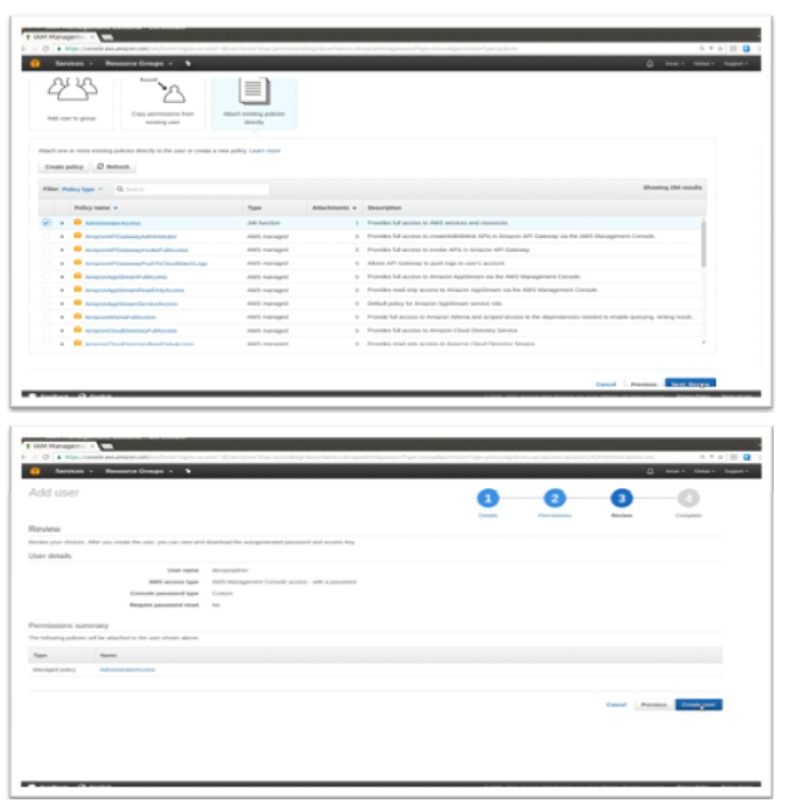 IAM Management
Services Resource Groups
Global Support
Add user to group
Copy permissions from existing user
Attach existing policies directly
Attach one or more existing policies directly to the user or create a new policy. Learn more
Create policy Refresh
Filter: Policy type Search Showing 294 results
Policy name Type Attachments Description
AdministratorAccess Job function 1 Provides full access to AWS services and resources.
AmazonAPIGatewayAdministrator AWS managed 0 Provides full access to create/edit/delete APIs in Amazon API Gateway via the AWS Management Console.
AmazonAPIGatewayInvokeFullAccess AWS managed 0 Provides full access to invoke APIs in Amazon API Gateway.
AmazonAPIGatewayPushToCloudWatchLogs AWS managed 0 Allows API Gateway to push logs to user's account.
AmazonAppStreamFullAccess AWS managed 0 Provides full access to Amazon AppStream via the AWS Management Console.
AmazonAppStreamReadOnlyAccess AWS managed 0 Provides read only access to Amazon AppStream via the AWS Management Console.
AmazonAppStreamServiceAccess AWS managed 0 Default policy for Amazon AppStream service role.
AmazonAthenaFullAccess AWS managed 0 Provide full access to Amazon Athena and scoped access to the dependencies needed to enable querying, writing result...
AmazonCloudDirectoryFullAccess AWS managed 0 Provides full access to Amazon Cloud Directory Service
AmazonCloudDirectoryReadOnlyAccess AWS managed 0 Provides read only access to Amazon Cloud Directory Service
Cancel Previous Next: Review
IAM Management
Services Resource Groups
Global Support
Add user
1 2 3 4
Details Permissions Review Complete
Review
Review your choices. After you create the user, you can view and download the autogenerated password and access key.
User details
User name devopsadmin
AWS access type AWS Management Console access - with a password
Console password type Custom
Require password reset No
Permissions summary
The following policies will be attached to the user shown above.
Type Name
Managed policy AdministratorAccess
Cancel Previous Create user